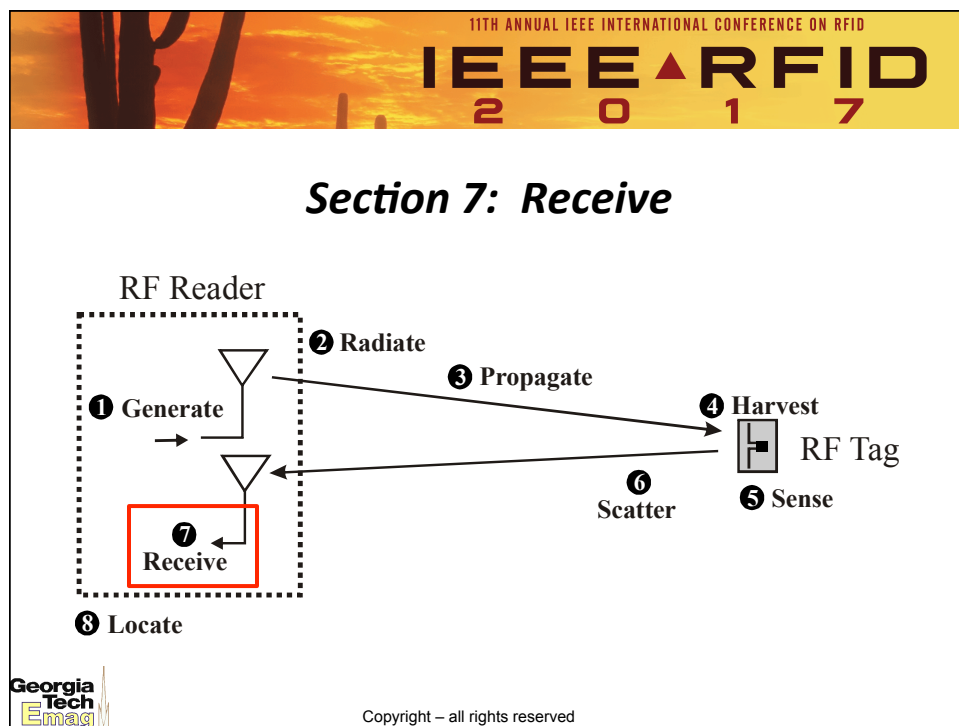 11TH ANNUAL IEEE INTERNATIONAL CONFERENCE ON RFID
IEEE RFID
2 0 1 7
Section 7: Receive
RF Reader
❷ Radiate
❸ Propagate
❶ Generate
❹ Harvest
RF Tag
❻
Scatter
❺ Sense
❼
Receive
❽ Locate
Georgia
Tech
Emag
Copyright – all rights reserved